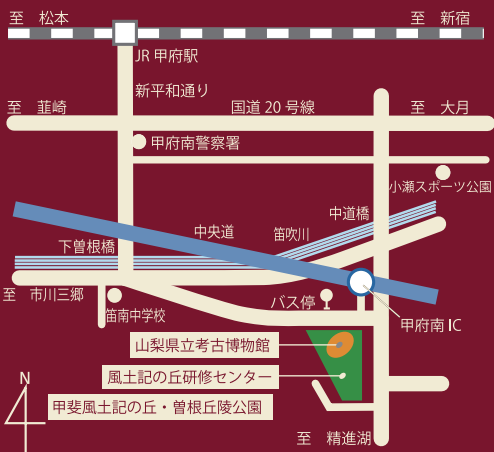 至　松本
至　新宿
JR 甲府駅
新平和通り
至　韮崎
国道 20 号線
至　大月
甲府南警察署
小瀬スポーツ公園
中道橋
中央道
笛吹川
下曽根橋
至　市川三郷
笛南中学校
バス停
甲府南 IC
山梨県立考古博物館
風土記の丘研修センター
甲斐風土記の丘・曽根丘陵公園
N
至　精進湖